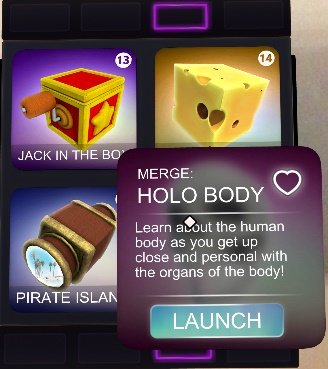 13
14
JACK IN THE BO
MERGE:
HOLO BODY
Learn about the human
body as you get up
close and personal with
the organs of the body!
PIRATE ISLAN
LAUNCH